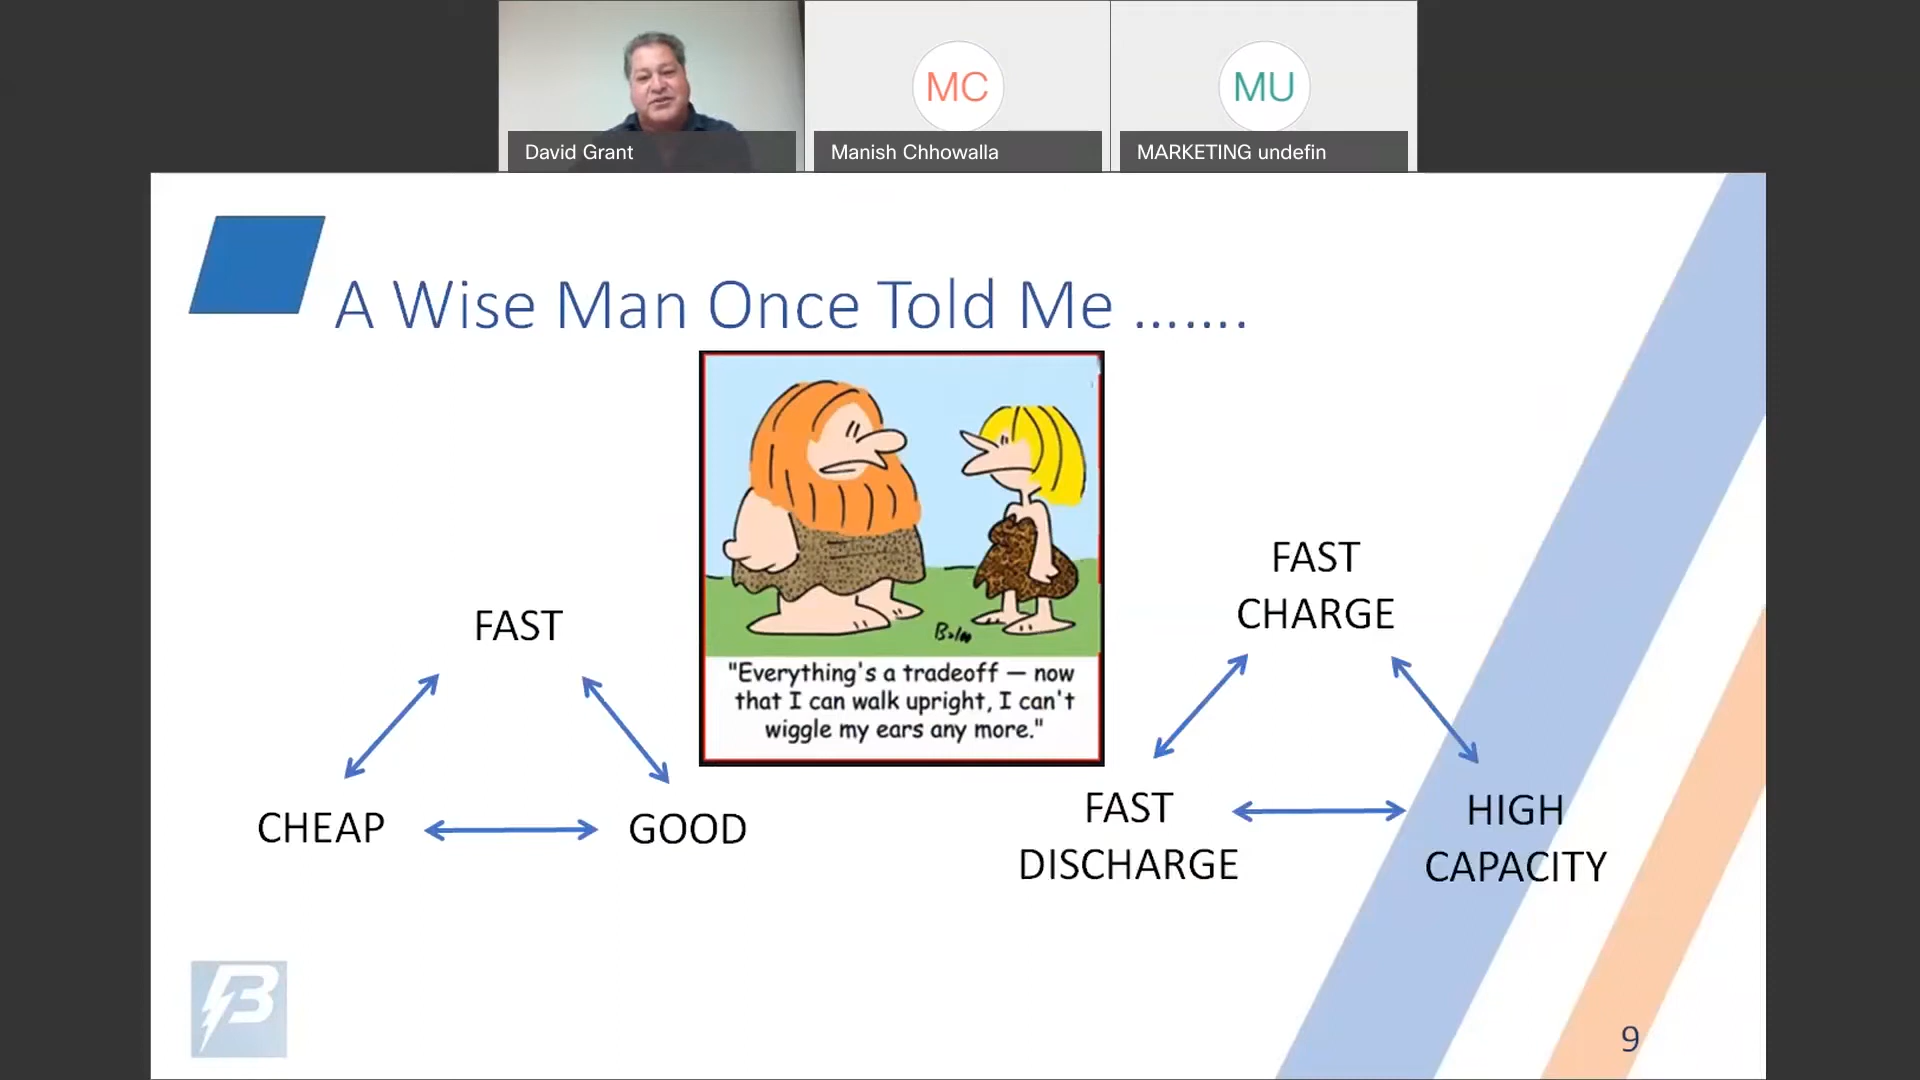 MC
MU
David Grant
Manish Chhowalla
MARKETING undefin
A Wise Man Once Told Me .......
"Everything's a tradeoff — now
that I can walk upright, I can't
wiggle my ears any more."
FAST
CHEAP
GOOD
FAST
CHARGE
FAST
DISCHARGE
HIGH
CAPACITY
B
9